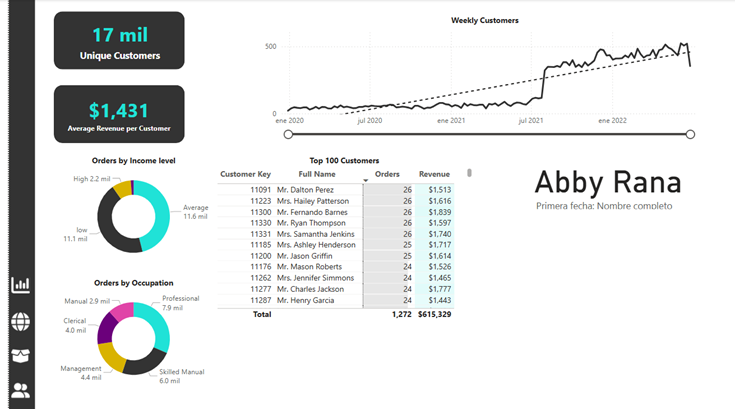 17 mil
Unique Customers
$1,431
Average Revenue per Customer
Weekly Customers
500
0
ene 2020
jul 2020
ene 2021
jul 2021
ene 2022
Orders by Income level
High 2.2 mil
Average
11.6 mil
low
11.1 mil
Orders by Occupation
Manual 2.9 mil
Professional
7.9 mil
Clerical
4.0 mil
Management
4.4 mil
Skilled Manual
6.0 mil
Top 100 Customers
Customer Key Full Name Orders Revenue
11091 Mr. Dalton Perez 26 $1,513
11223 Mrs. Hailey Patterson 26 $1,616
11300 Mr. Fernando Barnes 26 $1,839
11330 Mr. Ryan Thompson 26 $1,597
11331 Mrs. Samantha Jenkins 26 $1,740
11185 Mrs. Ashley Henderson 25 $1,717
11200 Mr. Jason Griffin 25 $1,614
11176 Mr. Mason Roberts 24 $1,526
11262 Mrs. Jennifer Simmons 24 $1,465
11277 Mr. Charles Jackson 24 $1,777
11287 Mr. Henry Garcia 24 $1,443
Total 1,272 $615,329
Abby Rana
Primera fecha: Nombre completo